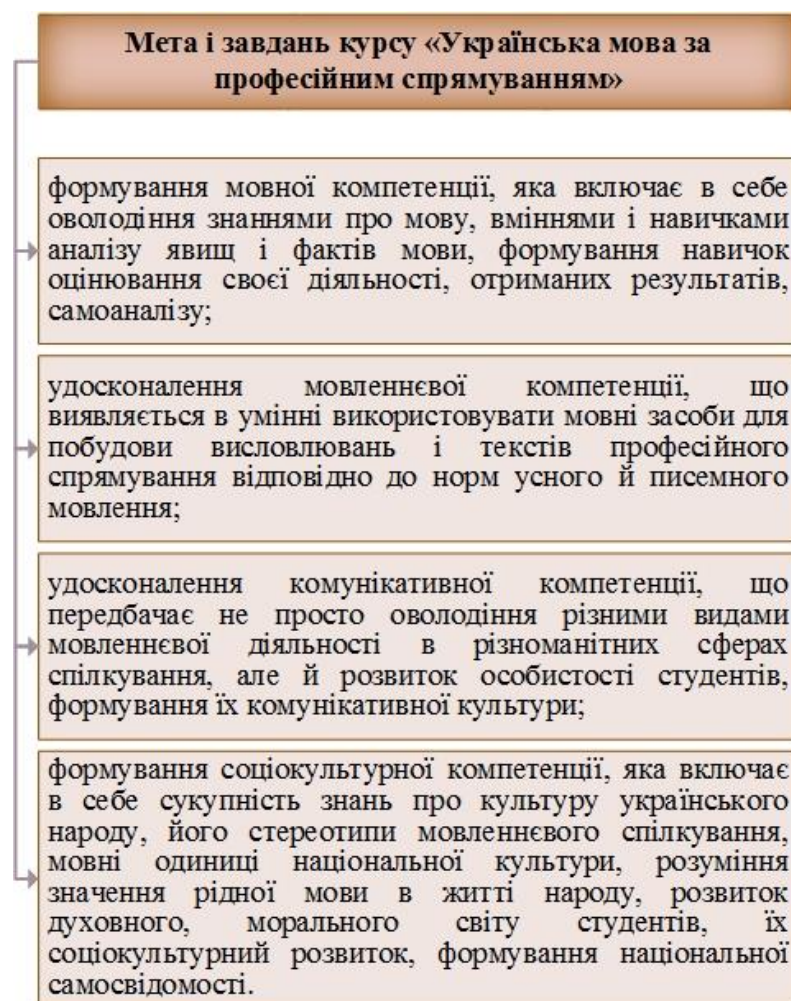 Мета і завдань курсу «Українська мова за
професійним спрямуванням»
формування мовної компетенції, яка включає в себе
оволодіння знаннями про мову, вміннями і навичками
аналізу явищ і фактів мови, формування навичок
оцінювання своєї діяльності, отриманих результатів,
самоаналізу;
удосконалення мовленнєвої компетенції, що
виявляється в умінні використовувати мовні засоби для
побудови висловлювань і текстів професійного
спрямування відповідно до норм усного й писемного
мовлення;
удосконалення комунікативної компетенції, що
передбачає не просто оволодіння різними видами
мовленнєвої діяльності в різноманітних сферах
спілкування, але й розвиток особистості студентів,
формування їх комунікативної культури;
формування соціокультурної компетенції, яка включає
в себе сукупність знань про культуру українського
народу, його стереотипи мовленнєвого спілкування,
мовні одиниці національної культури, розуміння
значення рідної мови в житті народу, розвиток
духовного, морального світу студентів, їх
соціокультурний розвиток, формування національної
самосвідомості.